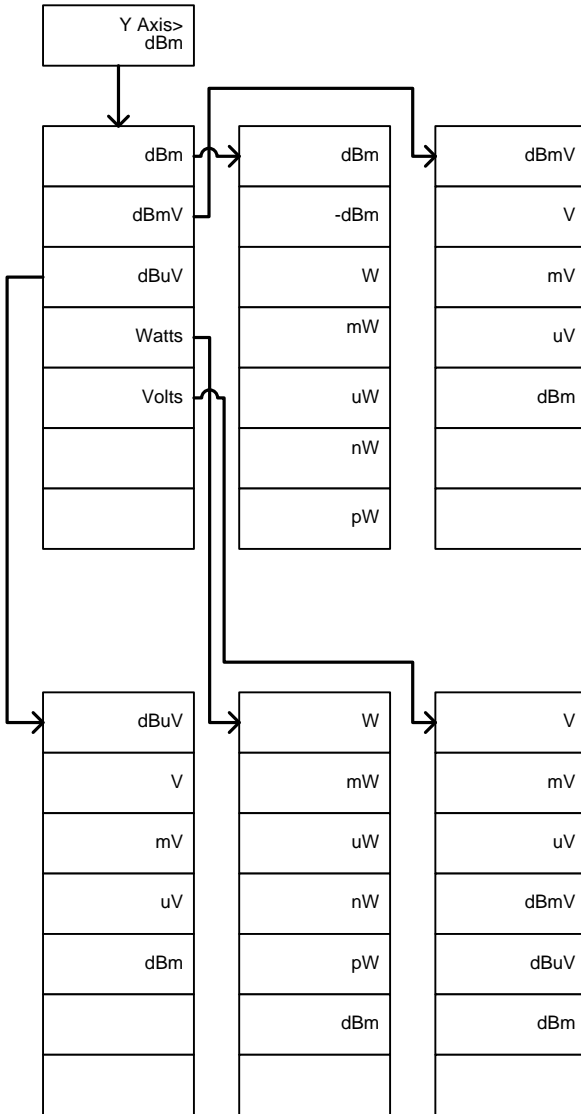 Y Axis>
dBm
dBm
dBmV
dBuV
Watts
Volts
dBm
-dBm
W
mW
uW
nW
pW
dBmV
V
mV
uV
dBm
dBuV
V
mV
uV
dBm
W
mW
uW
nW
pW
dBm
V
mV
uV
dBmV
dBuV
dBm